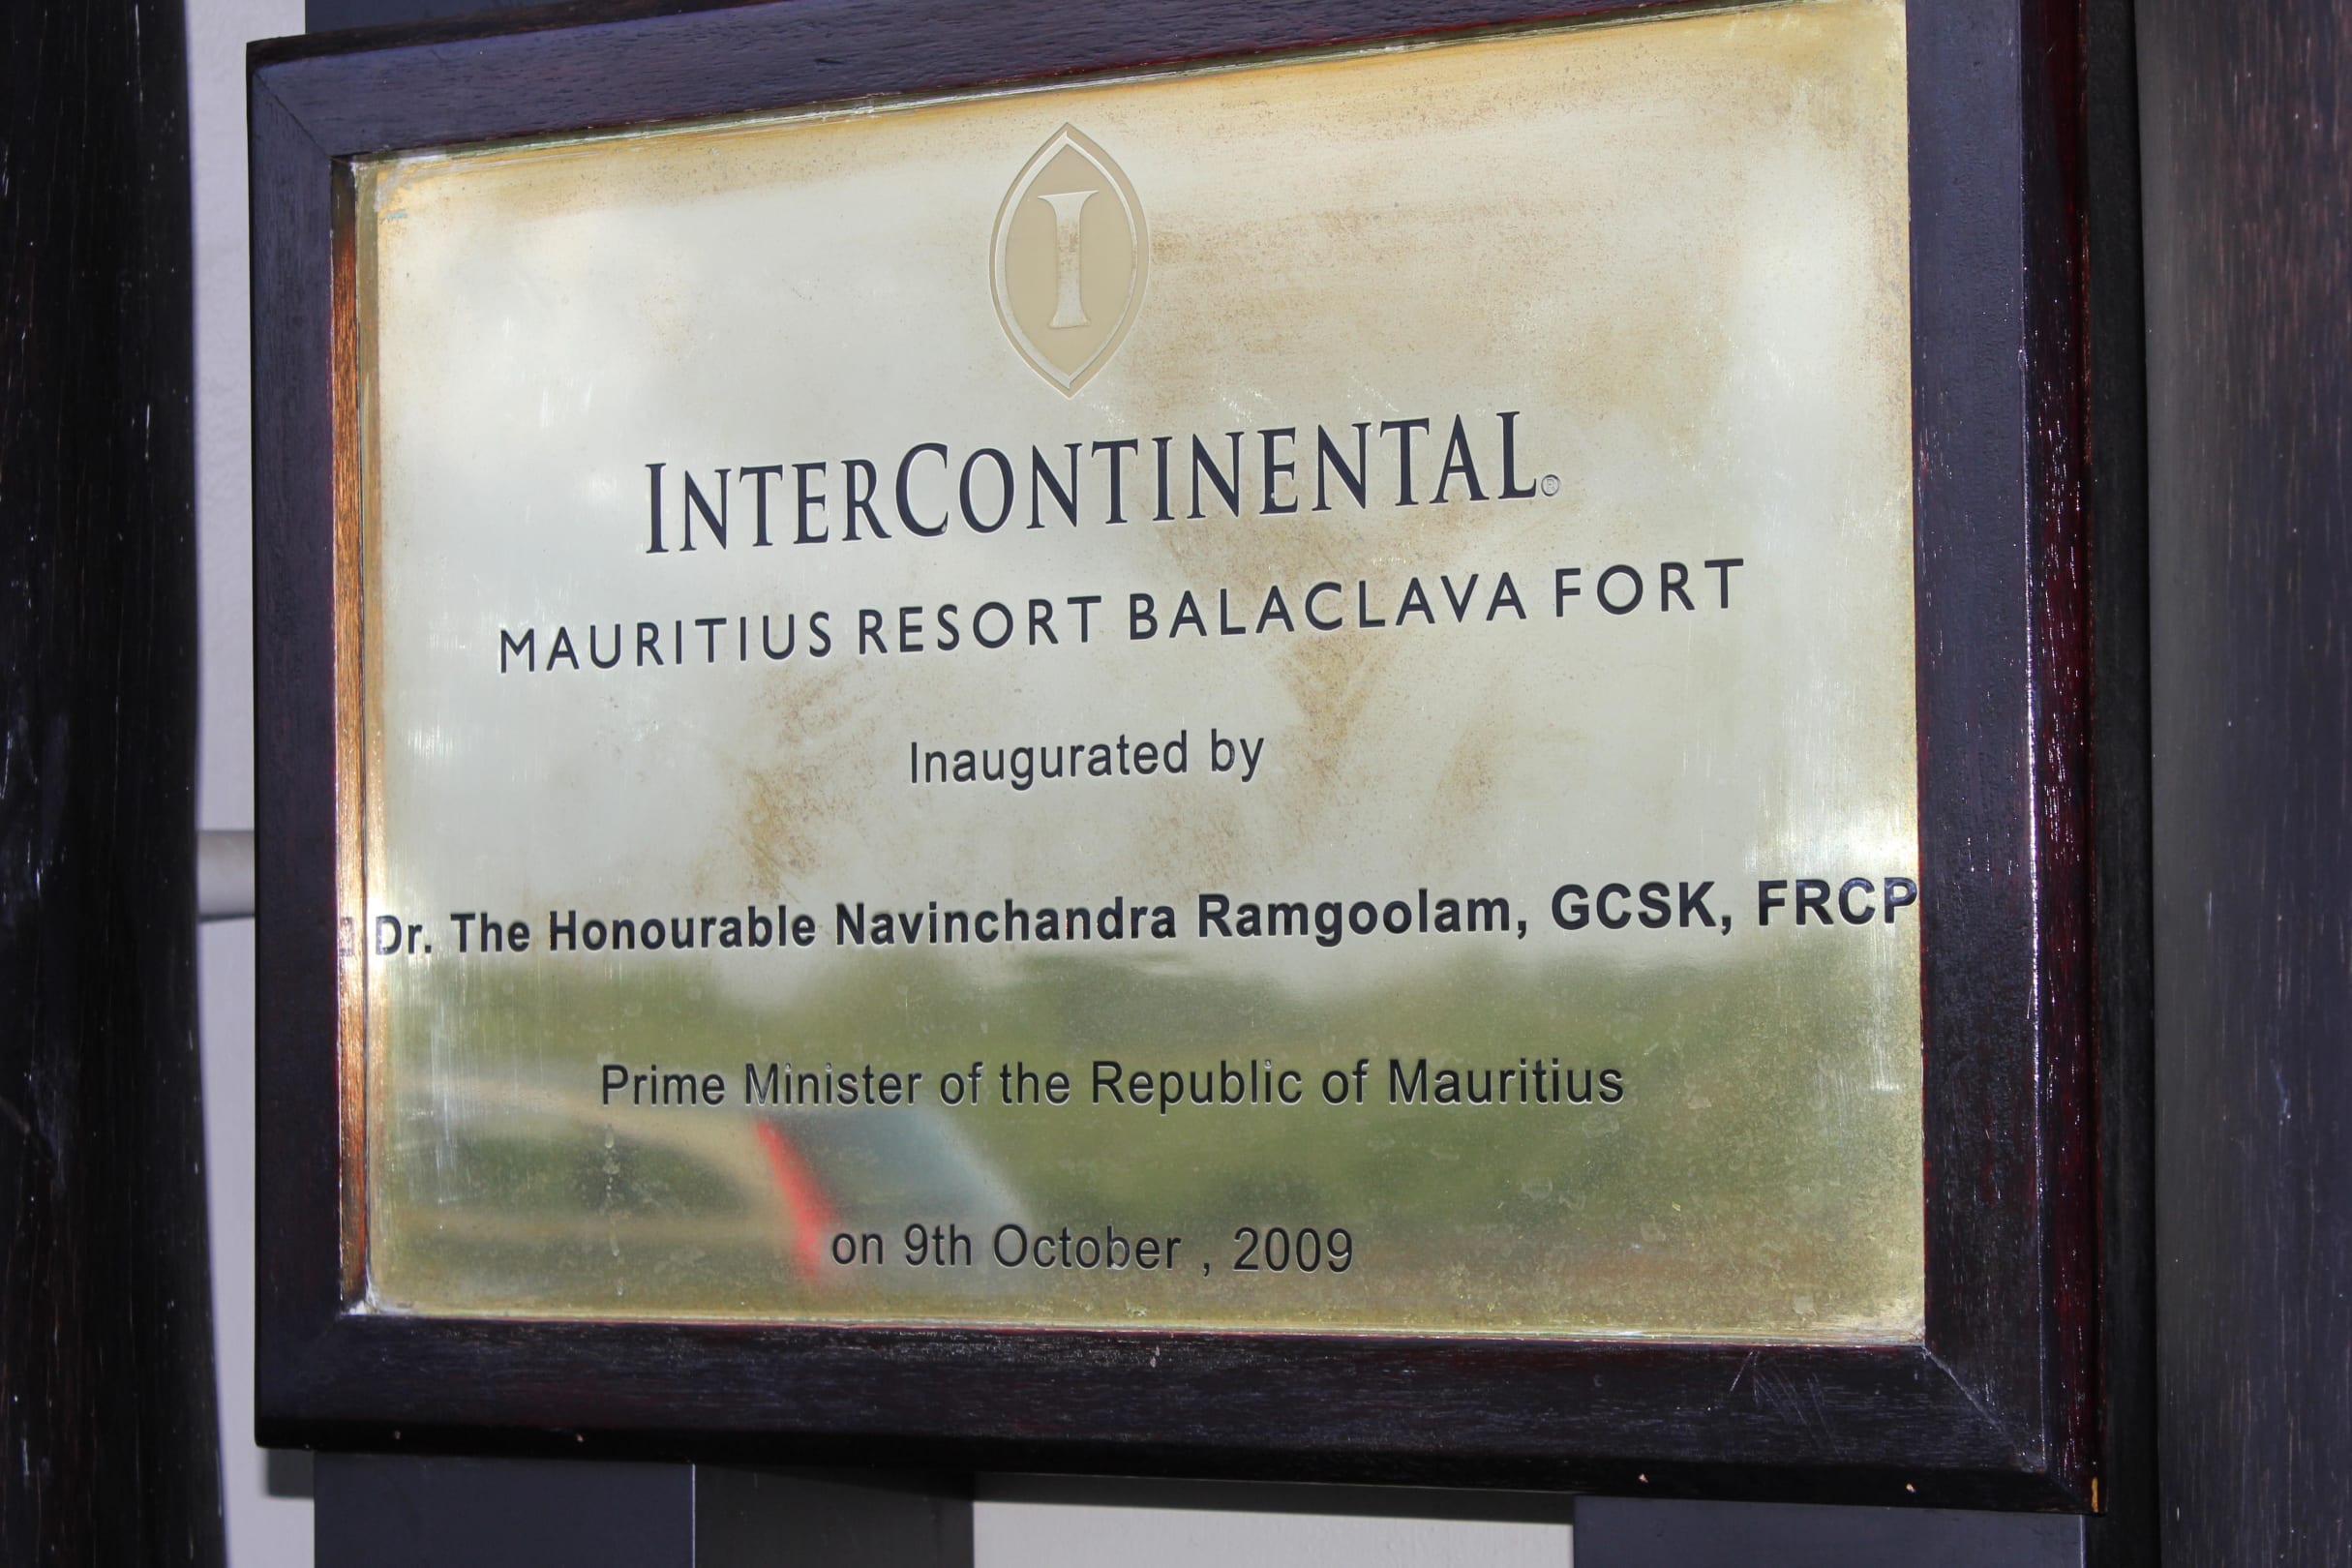 I
INTERCONTINENTAL®
MAURITIUS RESORT BALACLAVA FORT
Inaugurated by
Dr. The Honourable Navinchandra Ramgoolam, GCSK, FRCP
Prime Minister of the Republic of Mauritius
on 9th October , 2009